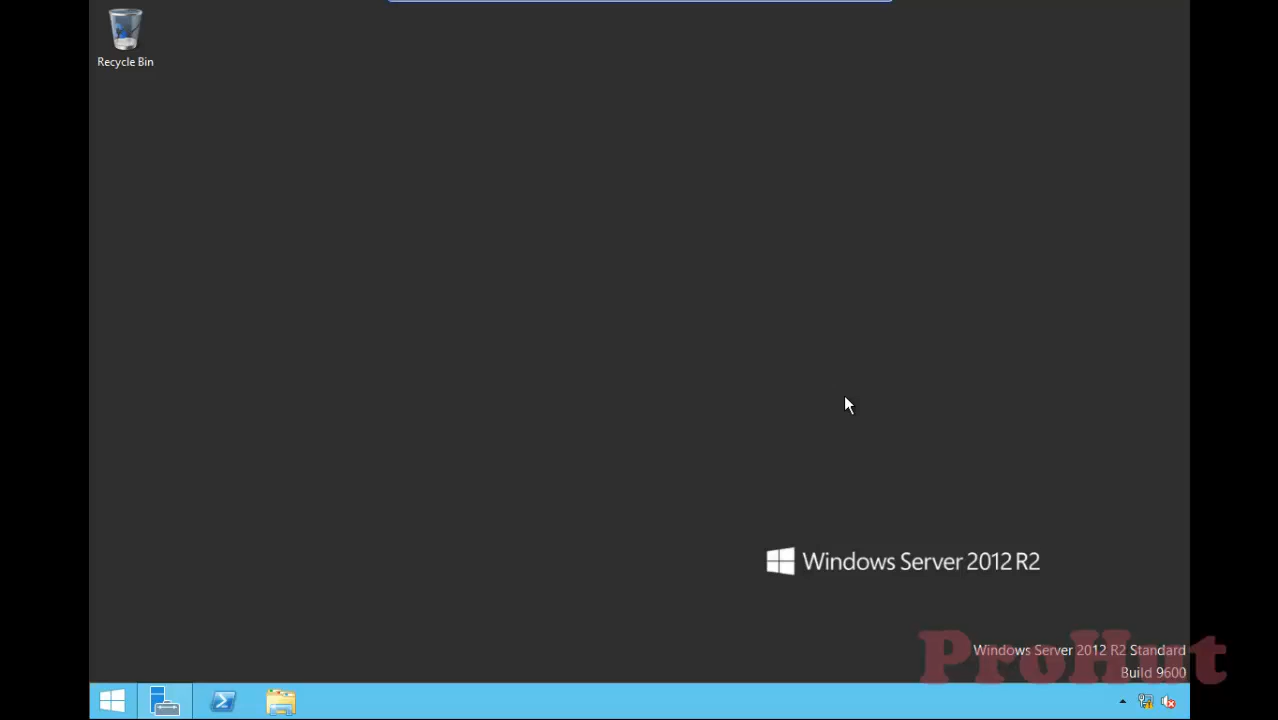 Recycle Bin
Windows Server 2012 R2
ProHut
Windows Server 2012 R2 Standard
Build 9600